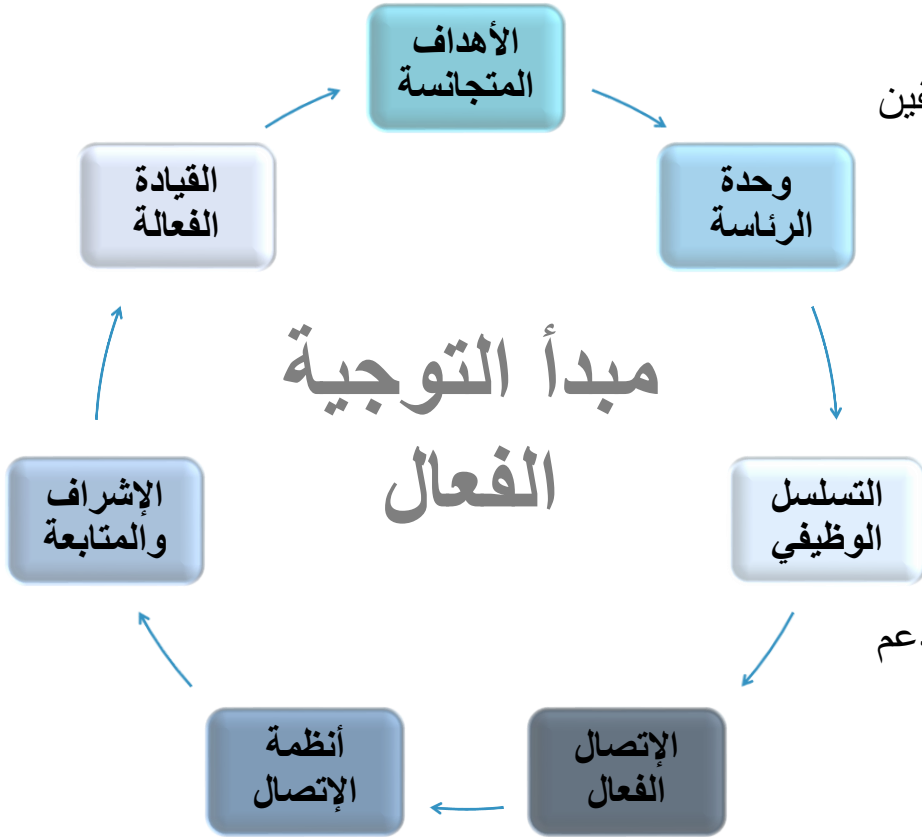 الأهداف
المتجانسة
وحدة
الرئاسة
التسلسل
الوظيفي
الإتصال
الفعال
أنظمة
الإتصال
الإشراف
والمتابعة
القيادة
الفعالة
مبدأ التوجية
الفعال